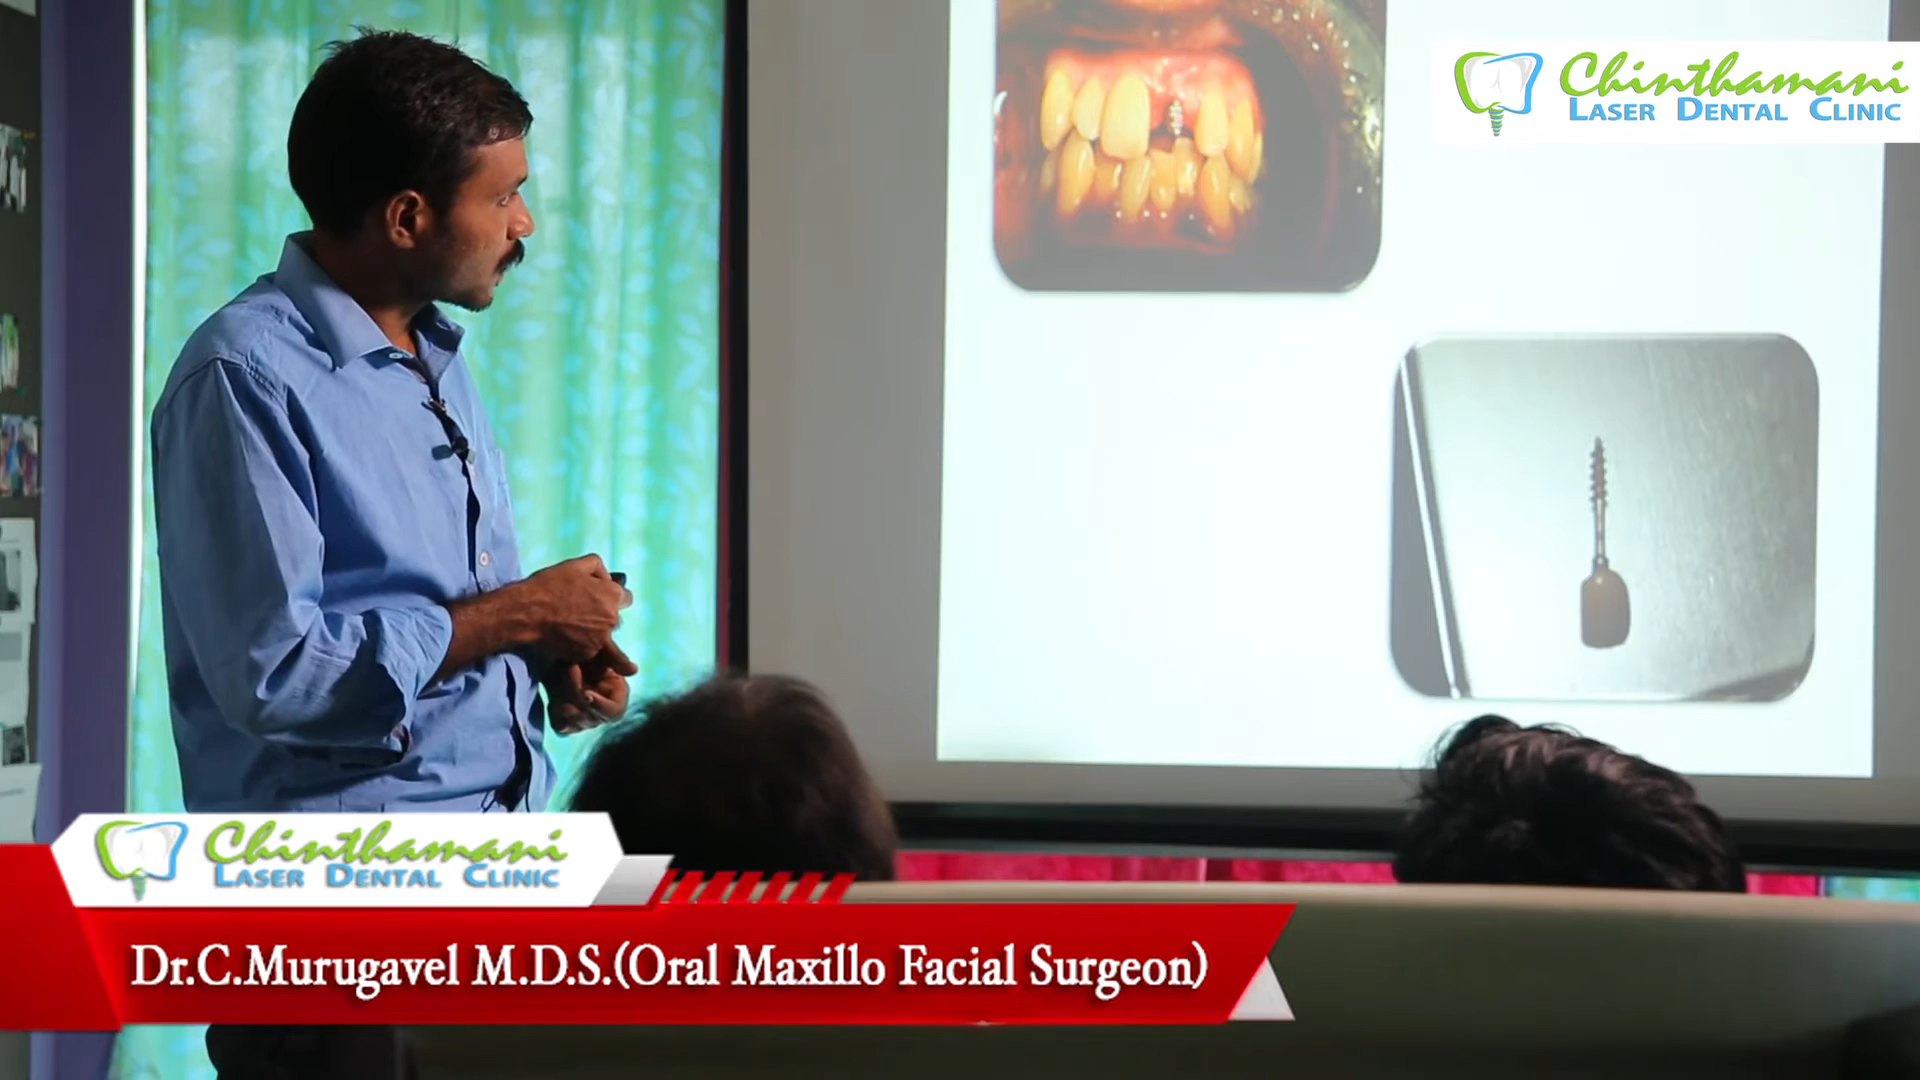 Chinthamani
Laser Dental Clinic
Chinthamani
Laser Dental Clinic
Dr.C.Murugavel M.D.S.(Oral Maxillo Facial Surgeon)